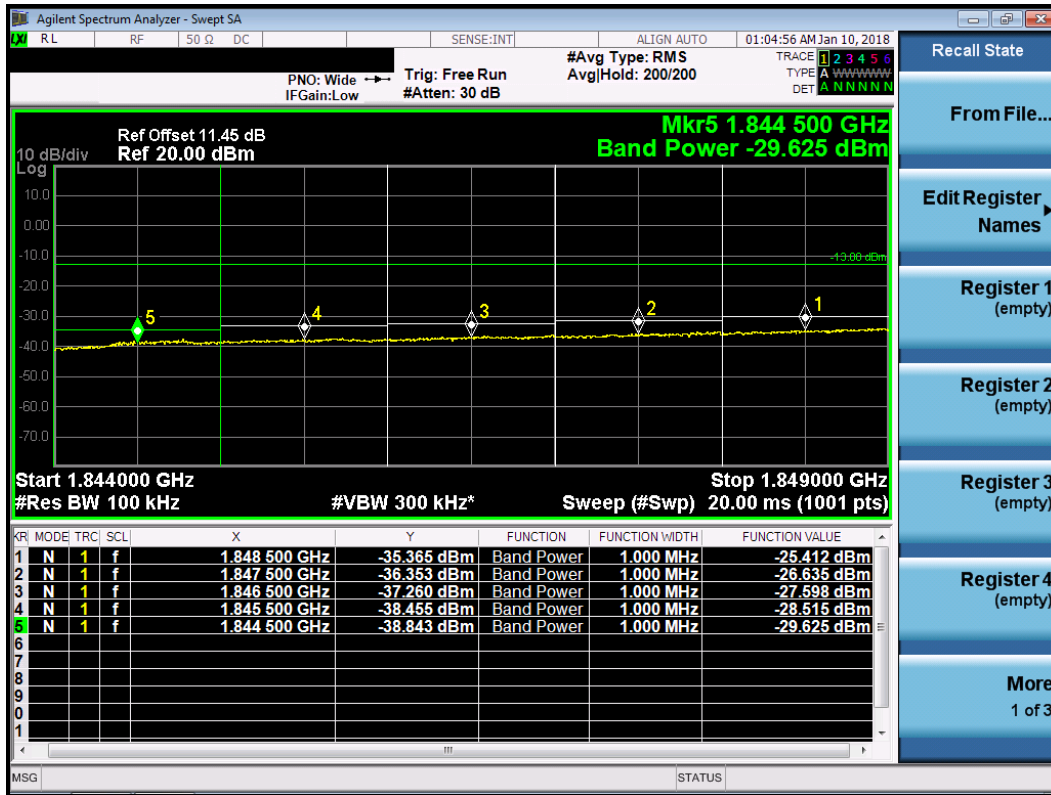 Agilent Spectrum Analyzer - Swept SA
LXI RL RF 50 Ω DC SENSE:INT ALIGN AUTO 01:04:56 AM Jan 10, 2018
PNO: Wide
IFGain:Low
Trig: Free Run
#Atten: 30 dB
#Avg Type: RMS
Avg|Hold: 200/200
TRACE 1 2 3 4 5 6
TYPE A WWWWW
DET A N N N N N
Mkr5 1.844 500 GHz
Band Power -29.625 dBm
Ref Offset 11.45 dB
Ref 20.00 dBm
10 dB/div
Log
10.0
0.00
-10.0
-13.00 dBm
-20.0
-30.0
-40.0
-50.0
-60.0
-70.0
5 4 3 2 1
Start 1.844000 GHz
Stop 1.849000 GHz
#Res BW 100 kHz
#VBW 300 kHz*
Sweep (#Swp) 20.00 ms (1001 pts)
KR MODE TRC SCL X Y FUNCTION FUNCTION WIDTH FUNCTION VALUE
1 N 1 f 1.848 500 GHz -35.365 dBm Band Power 1.000 MHz -25.412 dBm
2 N 1 f 1.847 500 GHz -36.353 dBm Band Power 1.000 MHz -26.635 dBm
3 N 1 f 1.846 500 GHz -37.260 dBm Band Power 1.000 MHz -27.598 dBm
4 N 1 f 1.845 500 GHz -38.455 dBm Band Power 1.000 MHz -28.515 dBm
5 N 1 f 1.844 500 GHz -38.843 dBm Band Power 1.000 MHz -29.625 dBm
6
7
8
9
0
1
MSG
STATUS
Recall State
From File...
Edit Register
Names
Register 1
(empty)
Register 2
(empty)
Register 3
(empty)
Register 4
(empty)
More
1 of 3